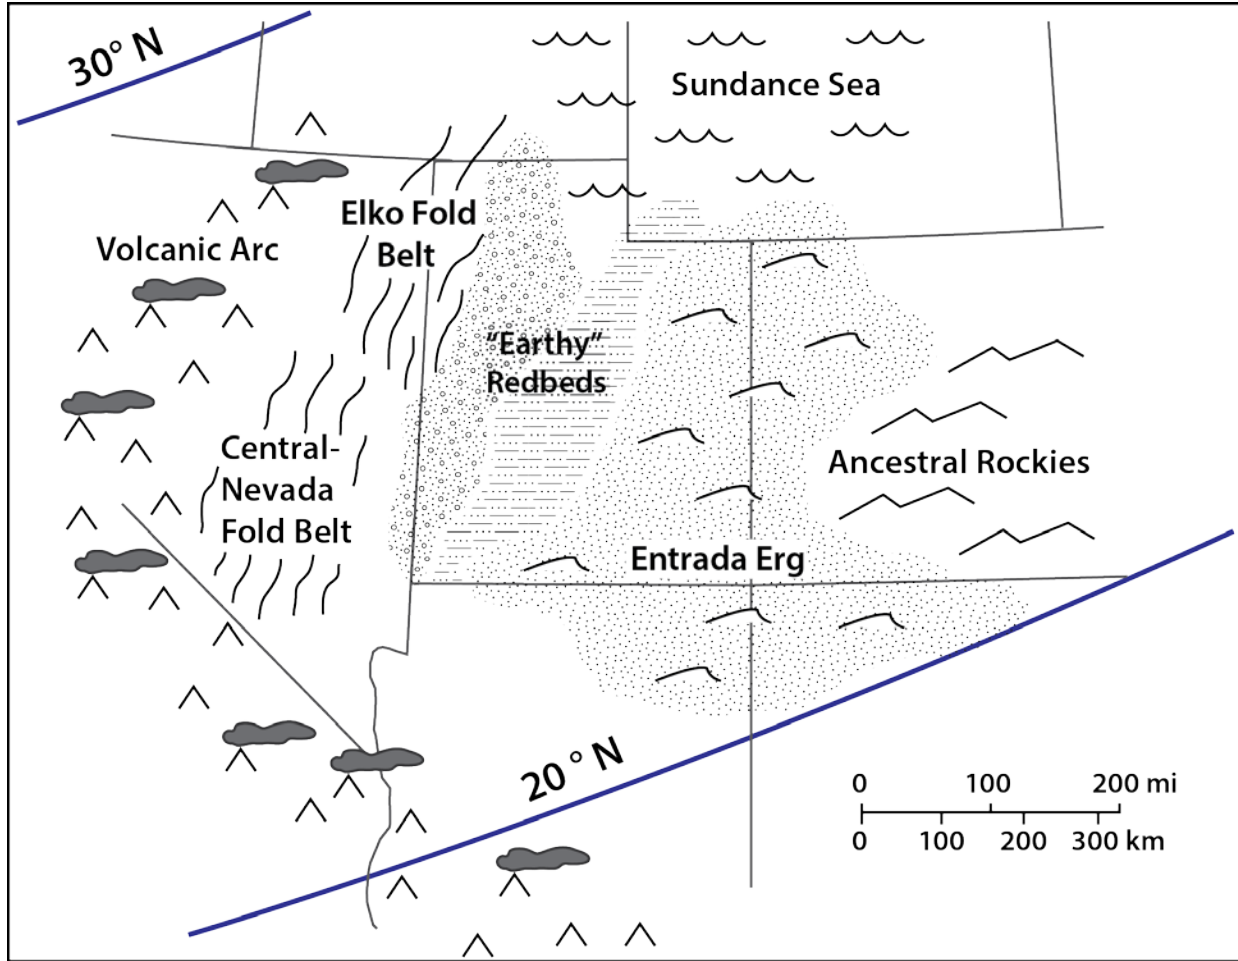 30° N
Sundance Sea
Elko Fold
Belt
Volcanic Arc
“Earthy”
Redbeds
Central-
Nevada
Fold Belt
Ancestral Rockies
Entrada Erg
20 ° N
0 100 200 mi
0 100 200 300 km